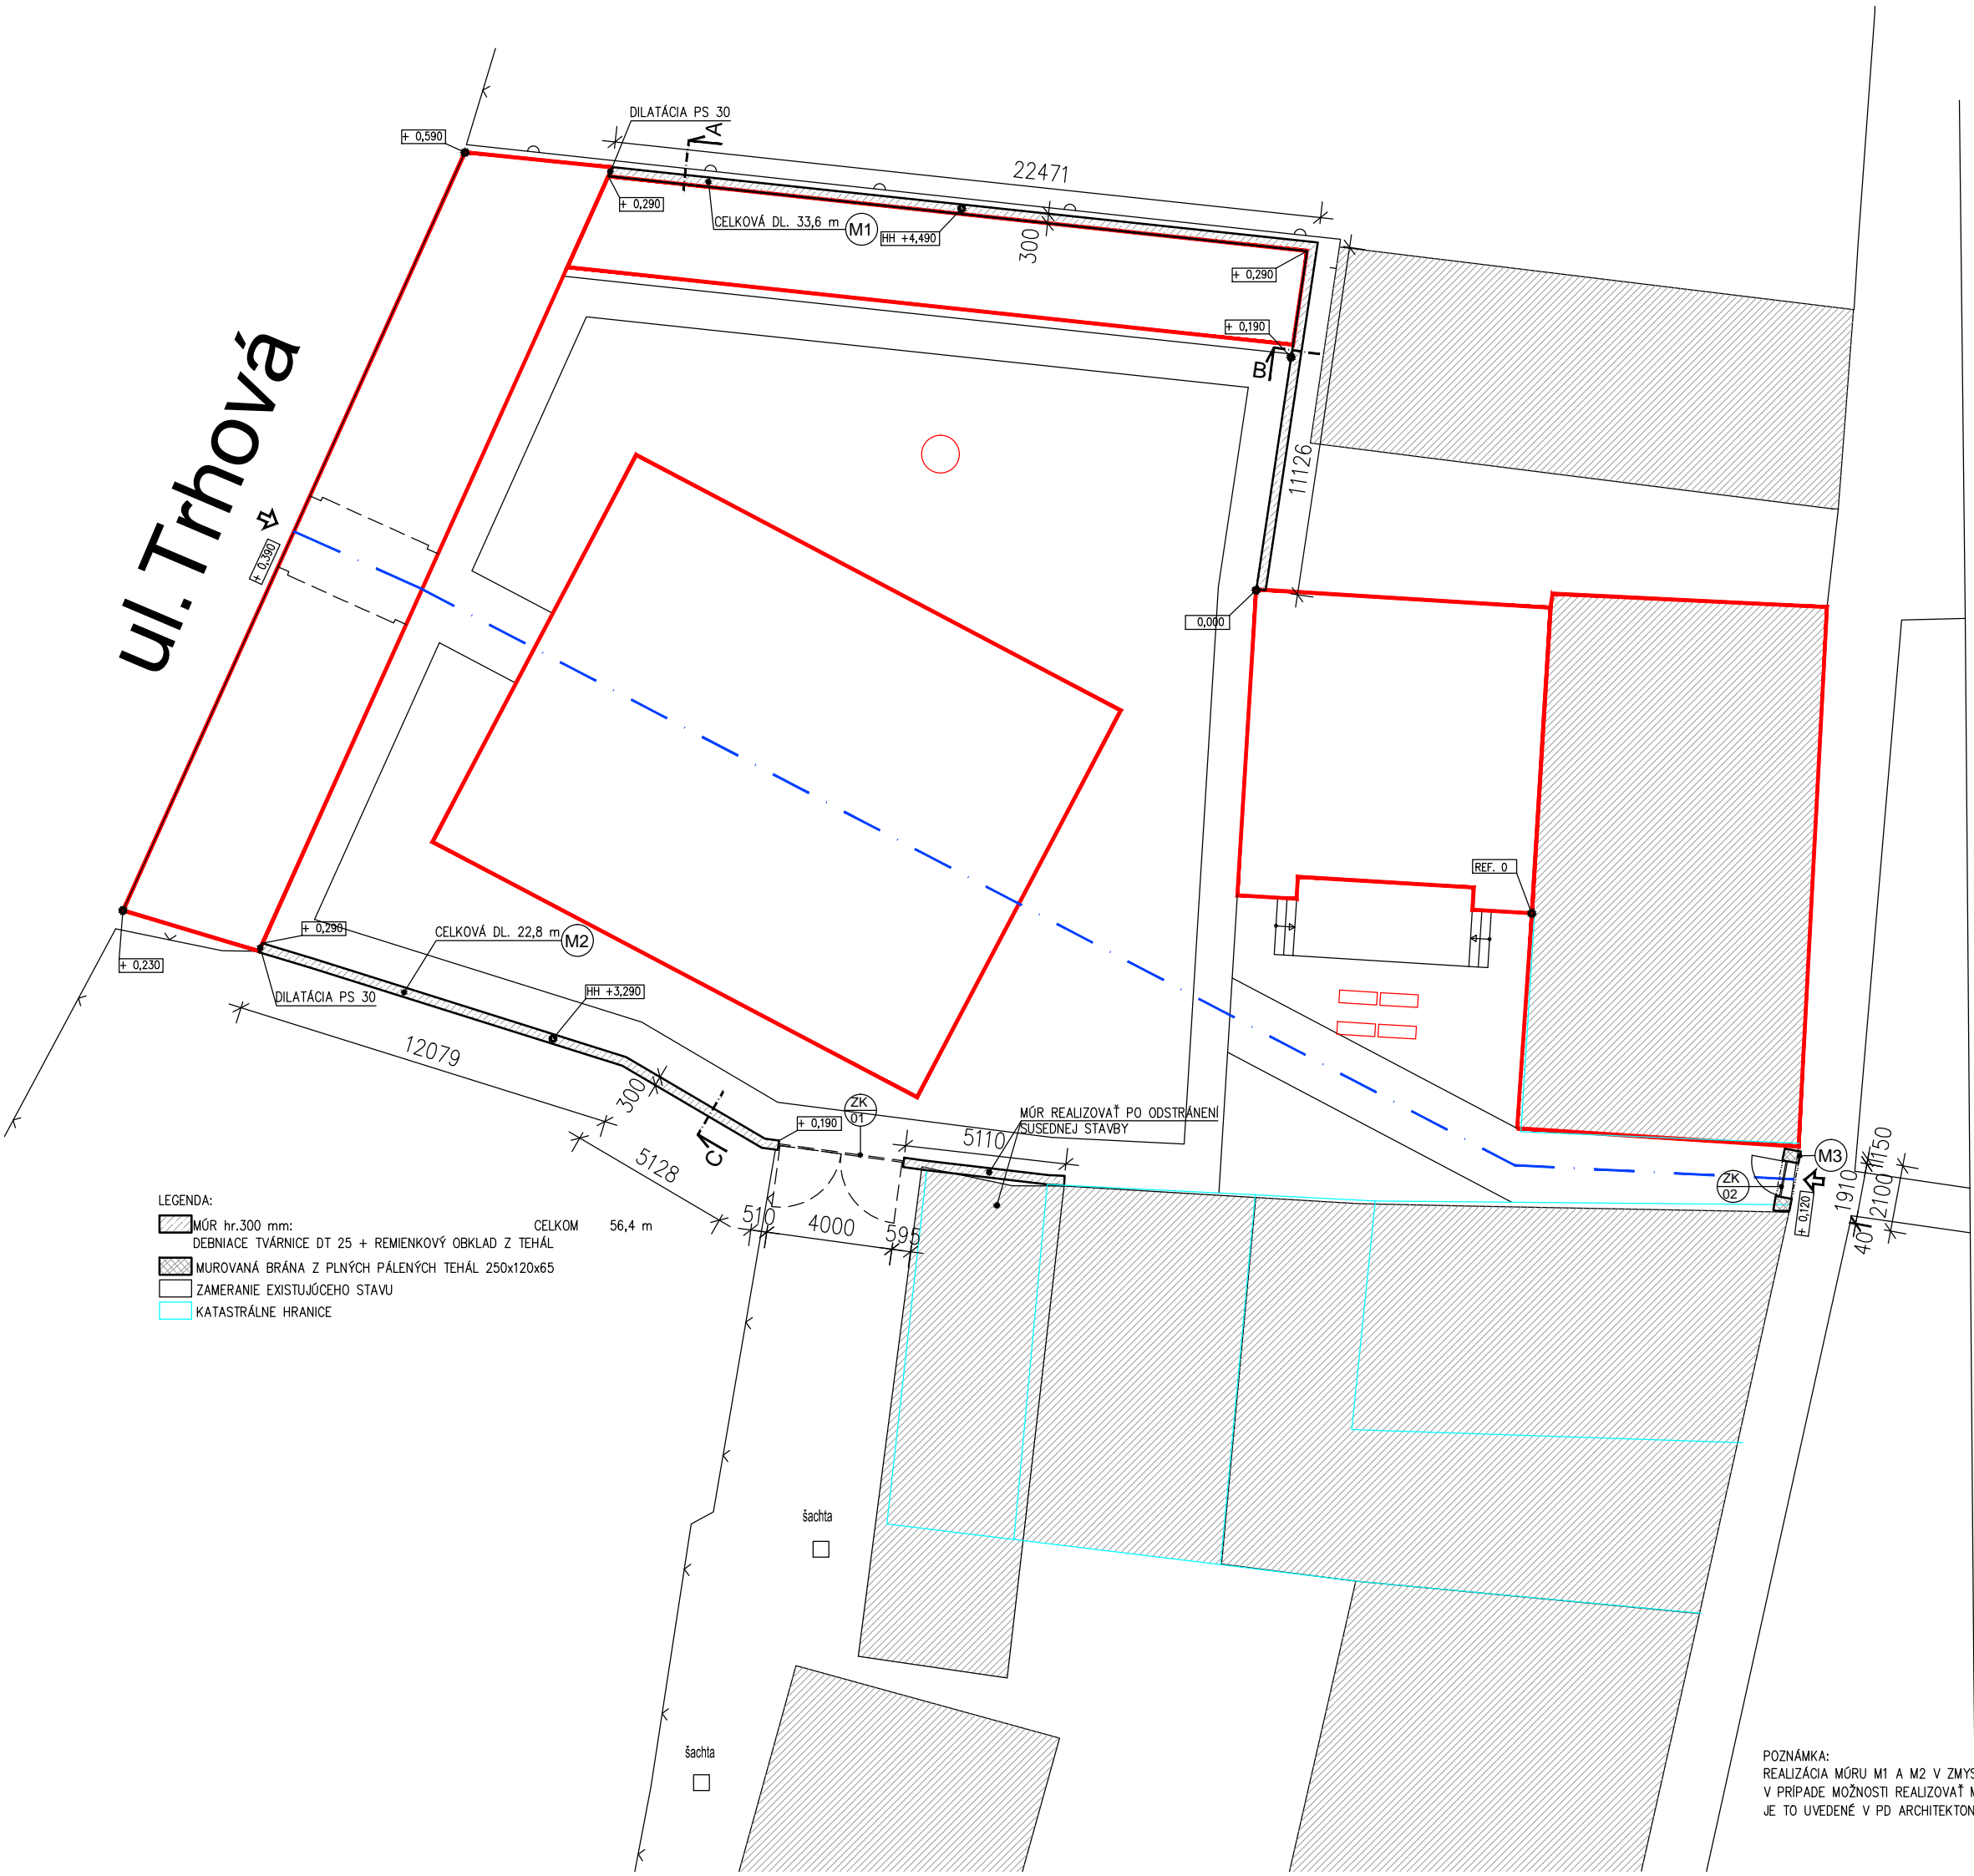 DILATÁCIA PS 30
A
+ 0,590
22471
+ 0,290
CELKOVÁ DL. 33,6 m
M1
HH +4,490
300
+ 0,290
+ 0,190
B
ul. Trhová
11126
+ 0,390
0,000
REF. 0
+ 0,290
CELKOVÁ DL. 22,8 m
M2
+ 0,230
HH +3,290
DILATÁCIA PS 30
12079
300
ZK
01
+ 0,190
MÚR REALIZOVAŤ PO ODSTRÁNENÍ
SUSEDNEJ STAVBY
5110
C
5128
M3
ZK
02
+ 0,120
1150
1910
2100
401
510
4000
595
LEGENDA:
MÚR hr.300 mm: CELKOM 56,4 m
DEBNIACE TVÁRNICE DT 25 + REMIENKOVÝ OBKLAD Z TEHÁL
MUROVANÁ BRÁNA Z PLNÝCH PÁLENÝCH TEHÁL 250x120x65
ZAMERANIE EXISTUJÚCEHO STAVU
KATASTRÁLNE HRANICE
šachta
šachta
POZNÁMKA:
REALIZÁCIA MÚRU M1 A M2 V ZMYS
V PRÍPADE MOŽNOSTI REALIZOVAŤ M
JE TO UVEDENÉ V PD ARCHITEKTON